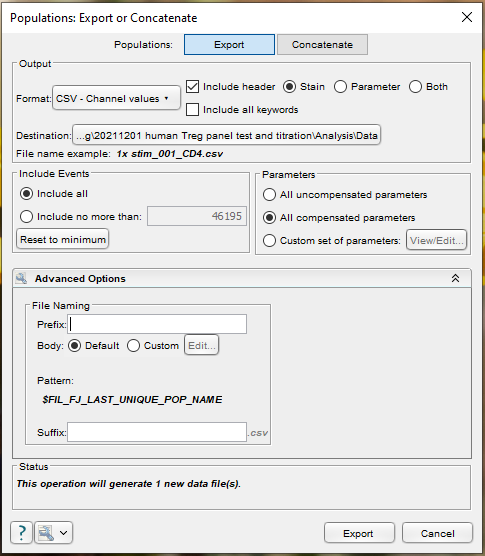 Populations: Export or Concatenate
Populations: Export Concatenate
Output
Format: CSV - Channel values Include header Stain Parameter Both
Include all keywords
Destination: ...g\20211201 human Treg panel test and titration\Analysis\Data
File name example: 1x stim_001_CD4.csv
Include Events
Include all
Include no more than: 46195
Reset to minimum
Parameters
All uncompensated parameters
All compensated parameters
Custom set of parameters: View/Edit...
Advanced Options
File Naming
Prefix:
Body: Default Custom Edit...
Pattern:
$FIL_FJ_LAST_UNIQUE_POP_NAME
Suffix: .csv
Status
This operation will generate 1 new data file(s).
? Export Cancel